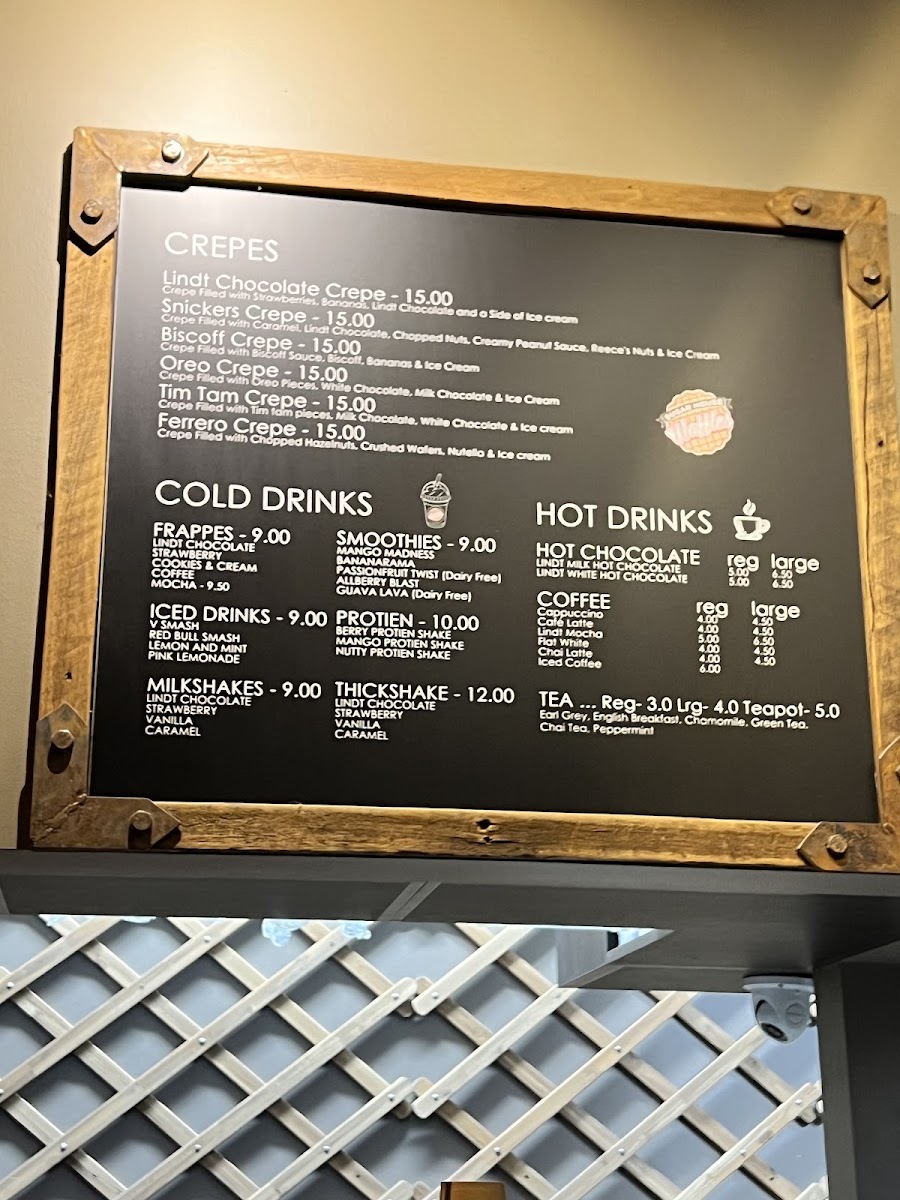 CREPES
Lindt Chocolate Crepe - 15.00
Crepe Filled with Strawberries, Bananas, Lindt Chocolate and a Side of Ice cream
Snickers Crepe - 15.00
Crepe Filled with Caramel, Lindt Chocolate, Chopped Nuts, Creamy Peanut Sauce, Reece's Nuts & Ice Cream
Biscoff Crepe - 15.00
Crepe Filled with Biscoff Sauce, Biscoff, Bananas & Ice Cream
Oreo Crepe - 15.00
Crepe Filled with Oreo Pieces, White Chocolate, Milk Chocolate & Ice Cream
Tim Tam Crepe - 15.00
Crepe Filled with Tim tam pieces, Milk Chocolate, White Chocolate & Ice cream
Ferrero Crepe - 15.00
Crepe Filled with Chopped Hazelnuts, Crushed Wafers, Nutella & Ice cream
Waffle
COLD DRINKS
FRAPPES - 9.00
LINDT CHOCOLATE
STRAWBERRY
COOKIES & CREAM
COFFEE
MOCHA - 9.50
SMOOTHIES - 9.00
MANGO MADNESS
BANANARAMA
PASSIONFRUIT TWIST (Dairy Free)
ALLBERRY BLAST
GUAVA LAVA (Dairy Free)
ICED DRINKS - 9.00
V SMASH
RED BULL SMASH
LEMON AND MINT
PINK LEMONADE
PROTIEN - 10.00
BERRY PROTIEN SHAKE
MANGO PROTIEN SHAKE
NUTTY PROTIEN SHAKE
MILKSHAKES - 9.00
LINDT CHOCOLATE
STRAWBERRY
VANILLA
CARAMEL
THICKSHAKE - 12.00
LINDT CHOCOLATE
STRAWBERRY
VANILLA
CARAMEL
HOT DRINKS
HOT CHOCOLATE reg large
LINDT MILK HOT CHOCOLATE 5.00 6.50
LINDT WHITE HOT CHOCOLATE 5.00 6.50
COFFEE reg large
Cappuccino 4.00 4.50
Café Latte 4.00 4.50
Lindt Mocha 5.00 6.50
Flat White 4.00 4.50
Chai Latte 4.00 4.50
Iced Coffee 6.00
TEA ... Reg- 3.0 Lrg- 4.0 Teapot- 5.0
Earl Grey, English Breakfast, Chamomile, Green Tea,
Chai Tea, Peppermint